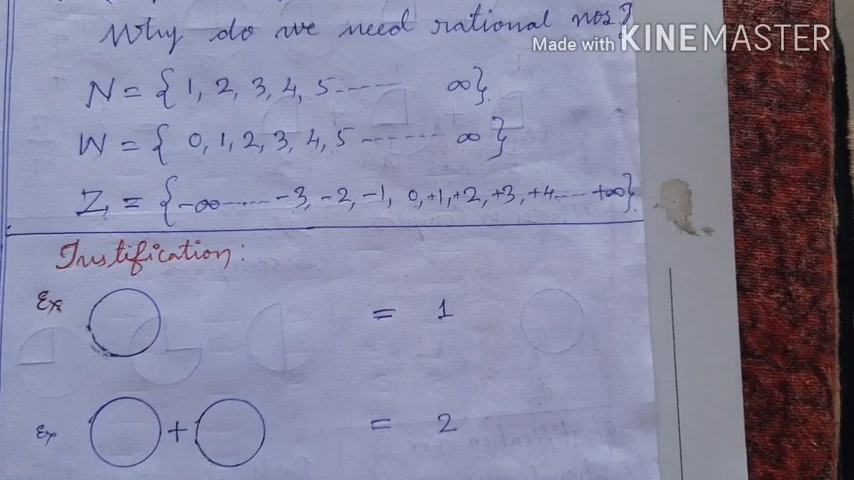 Why do we need rational nos?
Made with KINEMASTER
N = { 1, 2, 3, 4, 5----- ∞}.
W = { 0, 1, 2, 3, 4, 5 ------- ∞ }
Z = {-∞------ -3, -2, -1, 0, +1, +2, +3, +4---- +∞}.
Justification:
Ex = 1
Ex + = 2